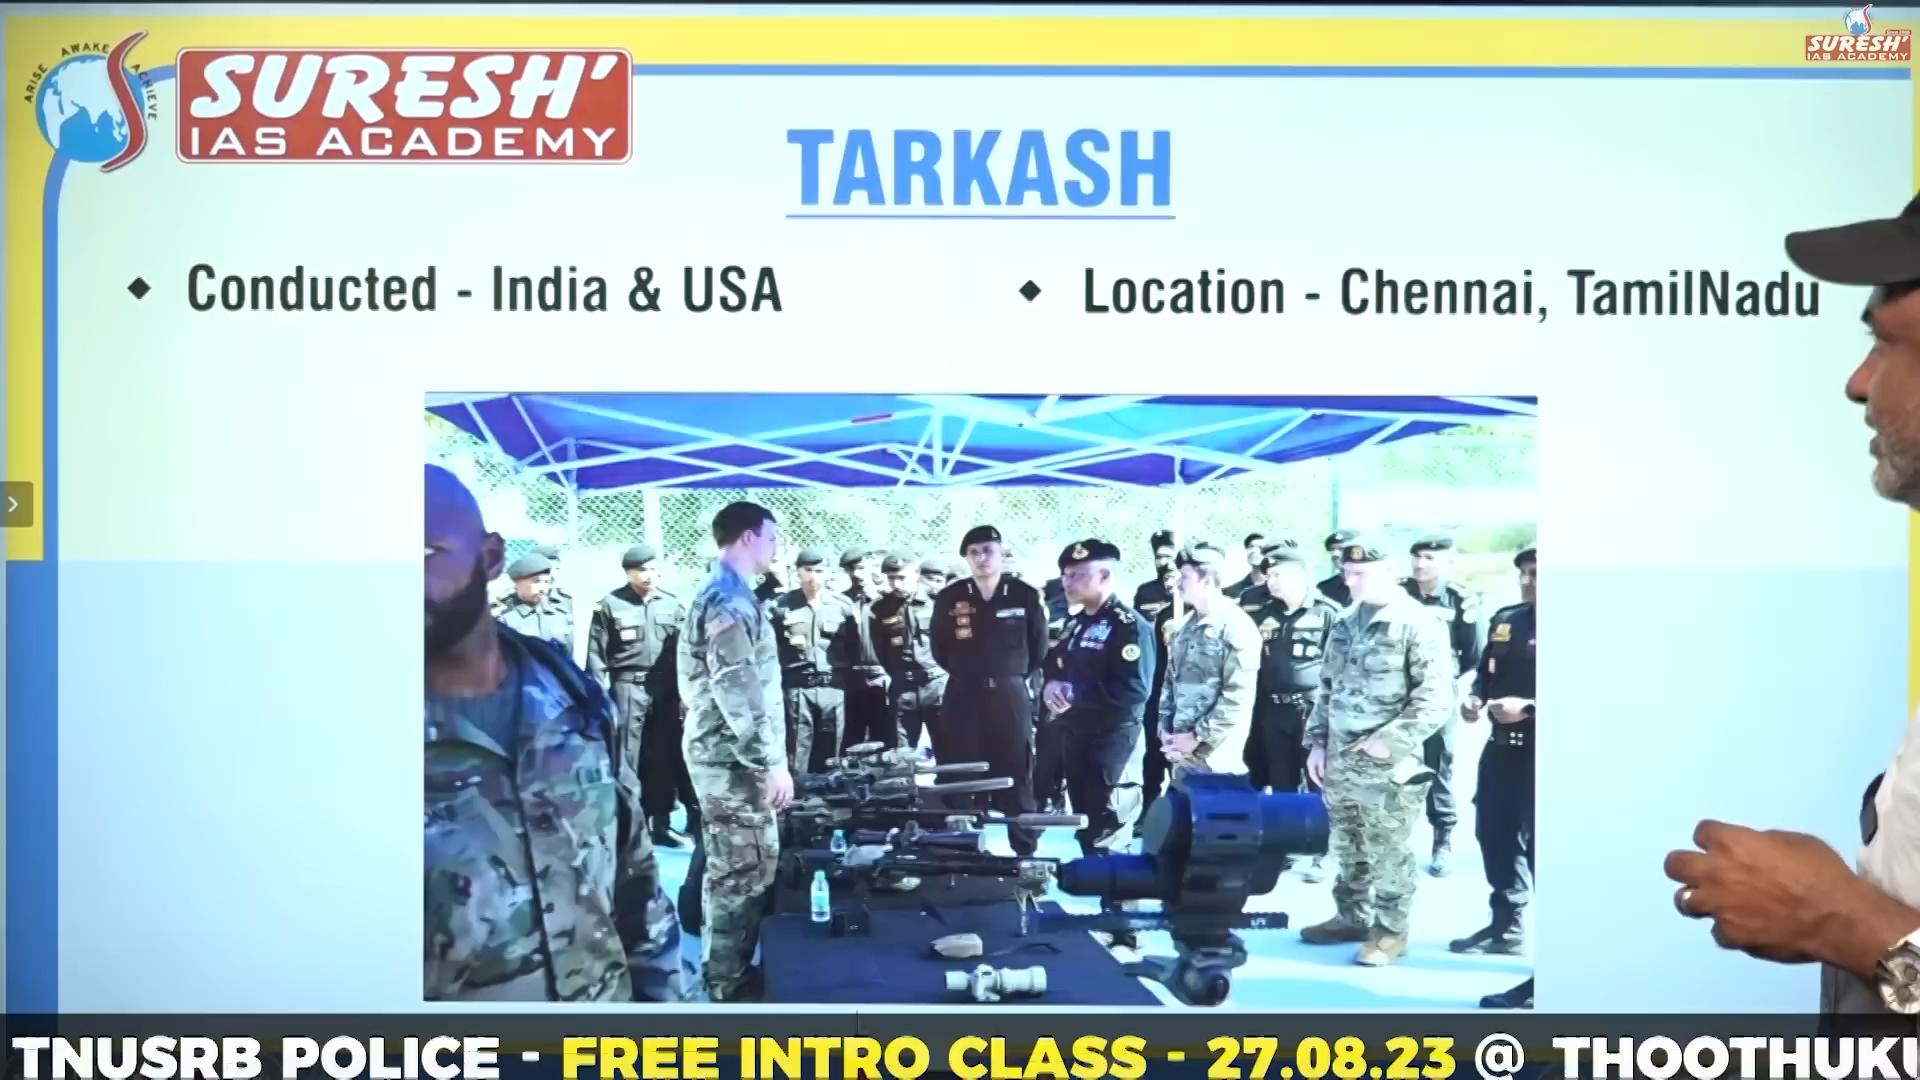 ARISE AWAKE ACHIEVE
SURESH'
IAS ACADEMY
SURESH'
IAS ACADEMY
TARKASH
◆ Conducted - India & USA
◆ Location - Chennai, TamilNadu
TNUSRB POLICE - FREE INTRO CLASS - 27.08.23 @ THOOTHUKI